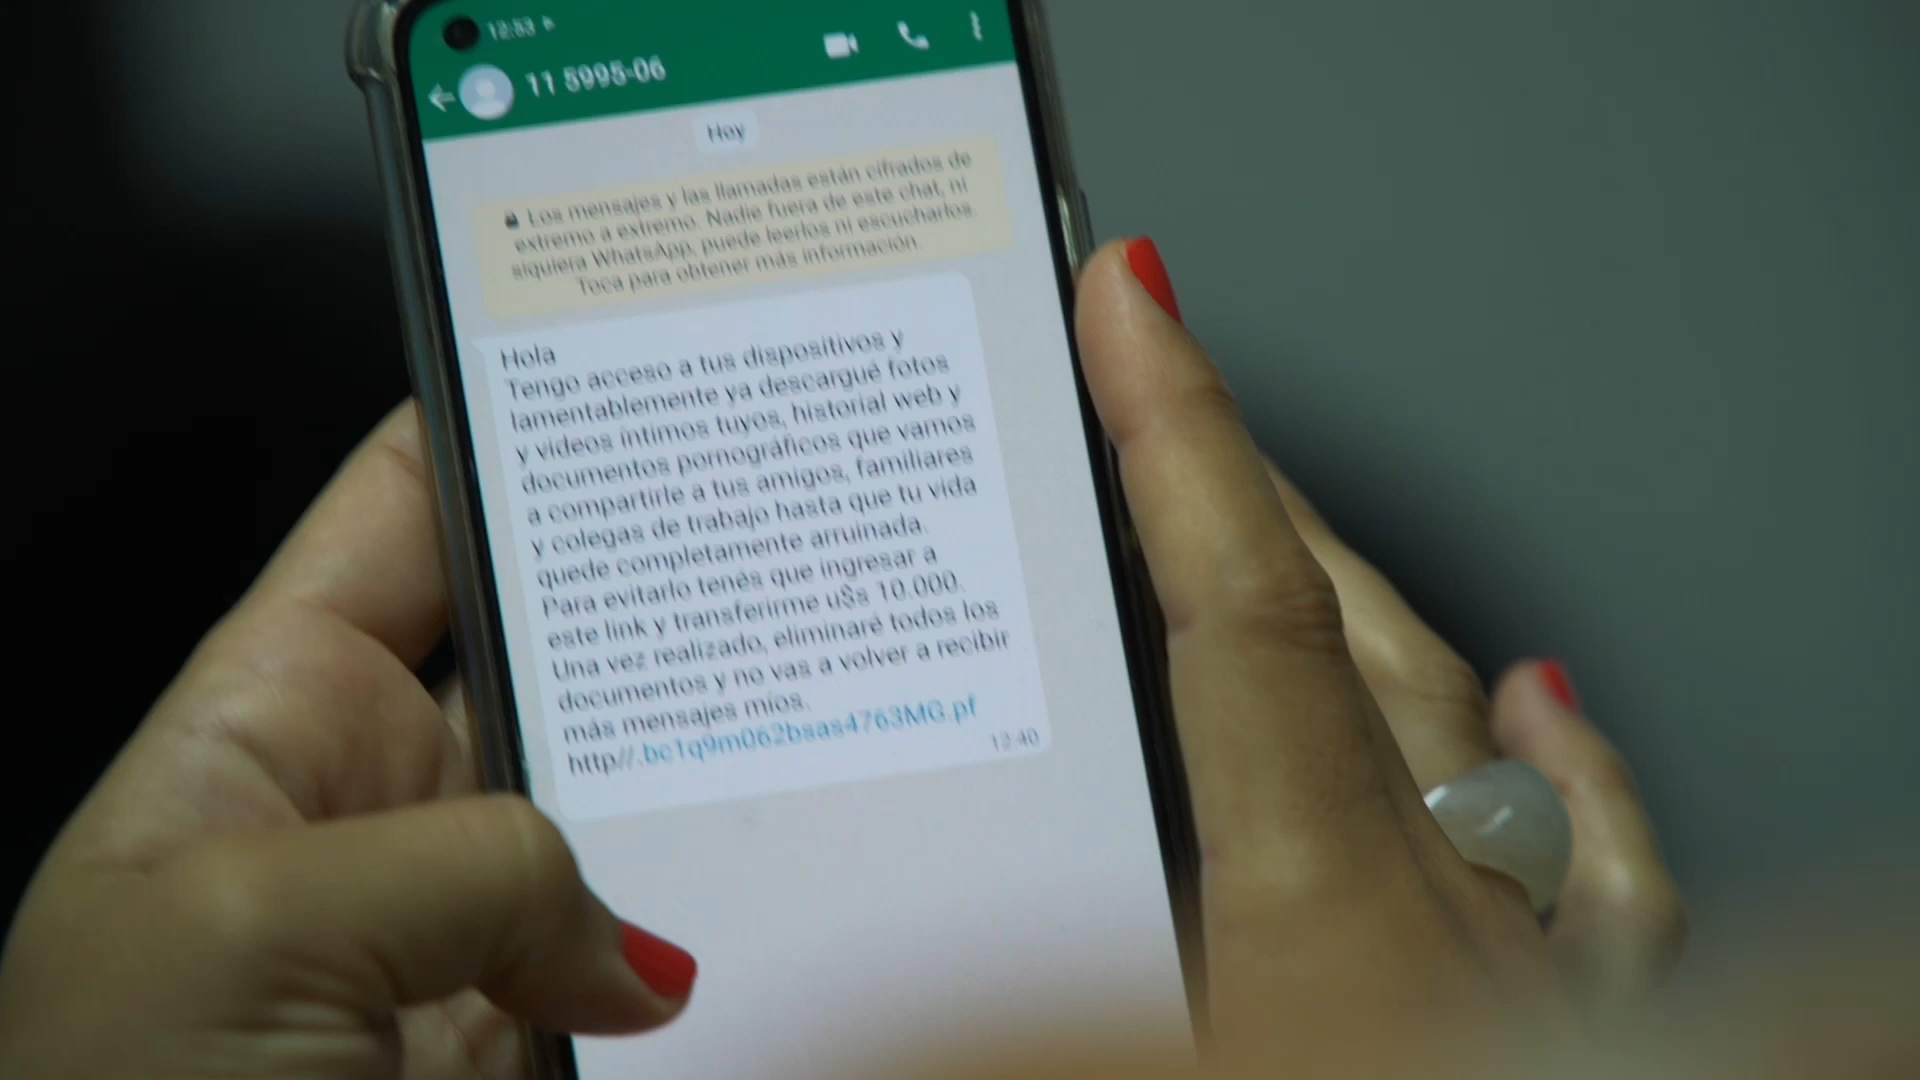 12:53
11 5995-06
Hoy
Los mensajes y las llamadas están cifrados de
extremo a extremo. Nadie fuera de este chat, ni
siquiera WhatsApp, puede leerlos ni escucharlos.
Toca para obtener más información.
Hola
Tengo acceso a tus dispositivos y
lamentablemente ya descargué fotos
y videos íntimos tuyos, historial web y
documentos pornográficos que vamos
a compartirle a tus amigos, familiares
y colegas de trabajo hasta que tu vida
quede completamente arruinada.
Para evitarlo tenés que ingresar a
este link y transferirme u$s 10.000.
Una vez realizado, eliminaré todos los
documentos y no vas a volver a recibir
más mensajes míos.
http//.bc1q9m062bsas4763MG.pf
12:40